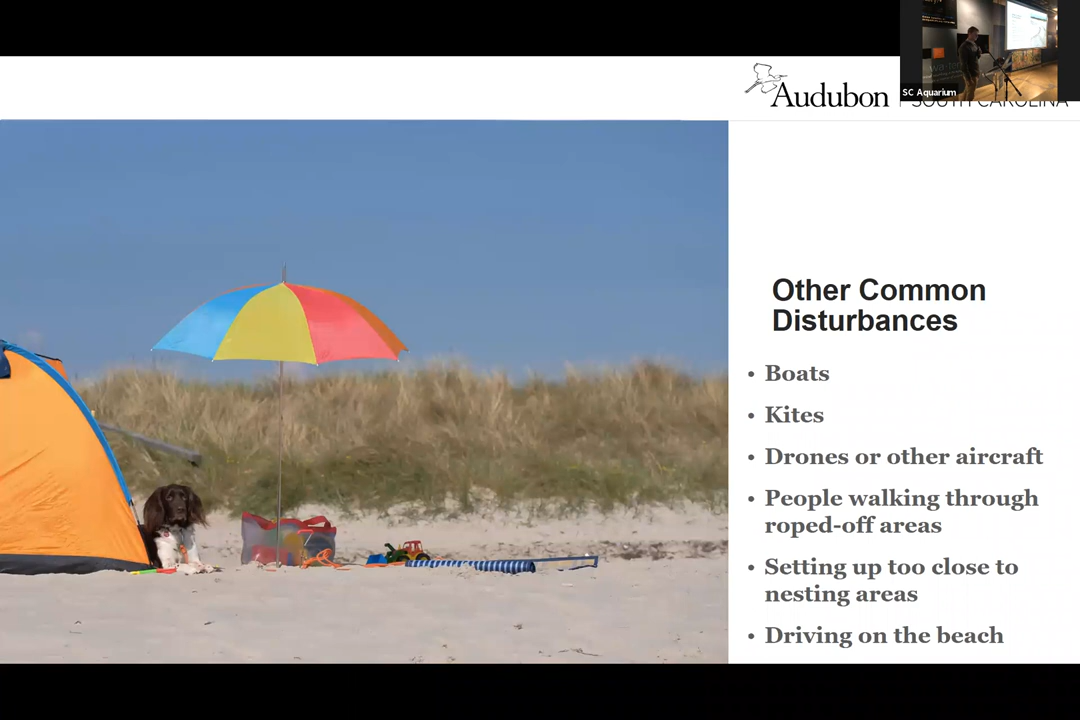 Audubon
SOUTH CAROLINA
SC Aquarium
Other Common
Disturbances
• Boats
• Kites
• Drones or other aircraft
• People walking through
roped-off areas
• Setting up too close to
nesting areas
• Driving on the beach